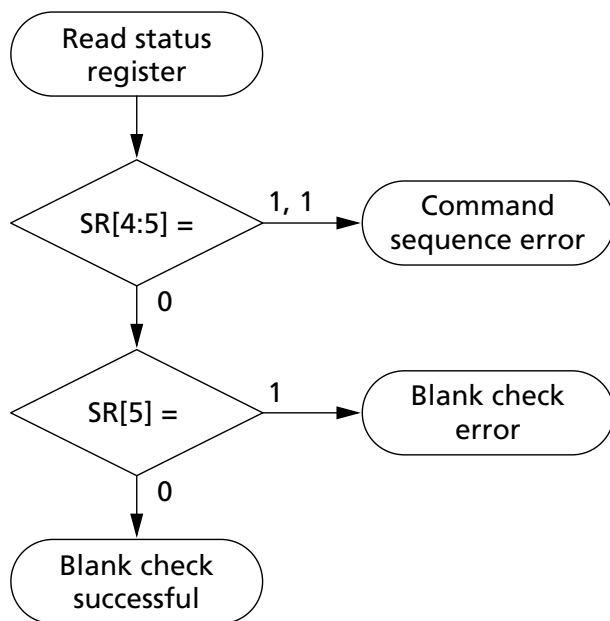 Read status
register
SR[4:5] =
1, 1
Command
sequence error
0
SR[5] =
1
Blank check
error
0
Blank check
successful